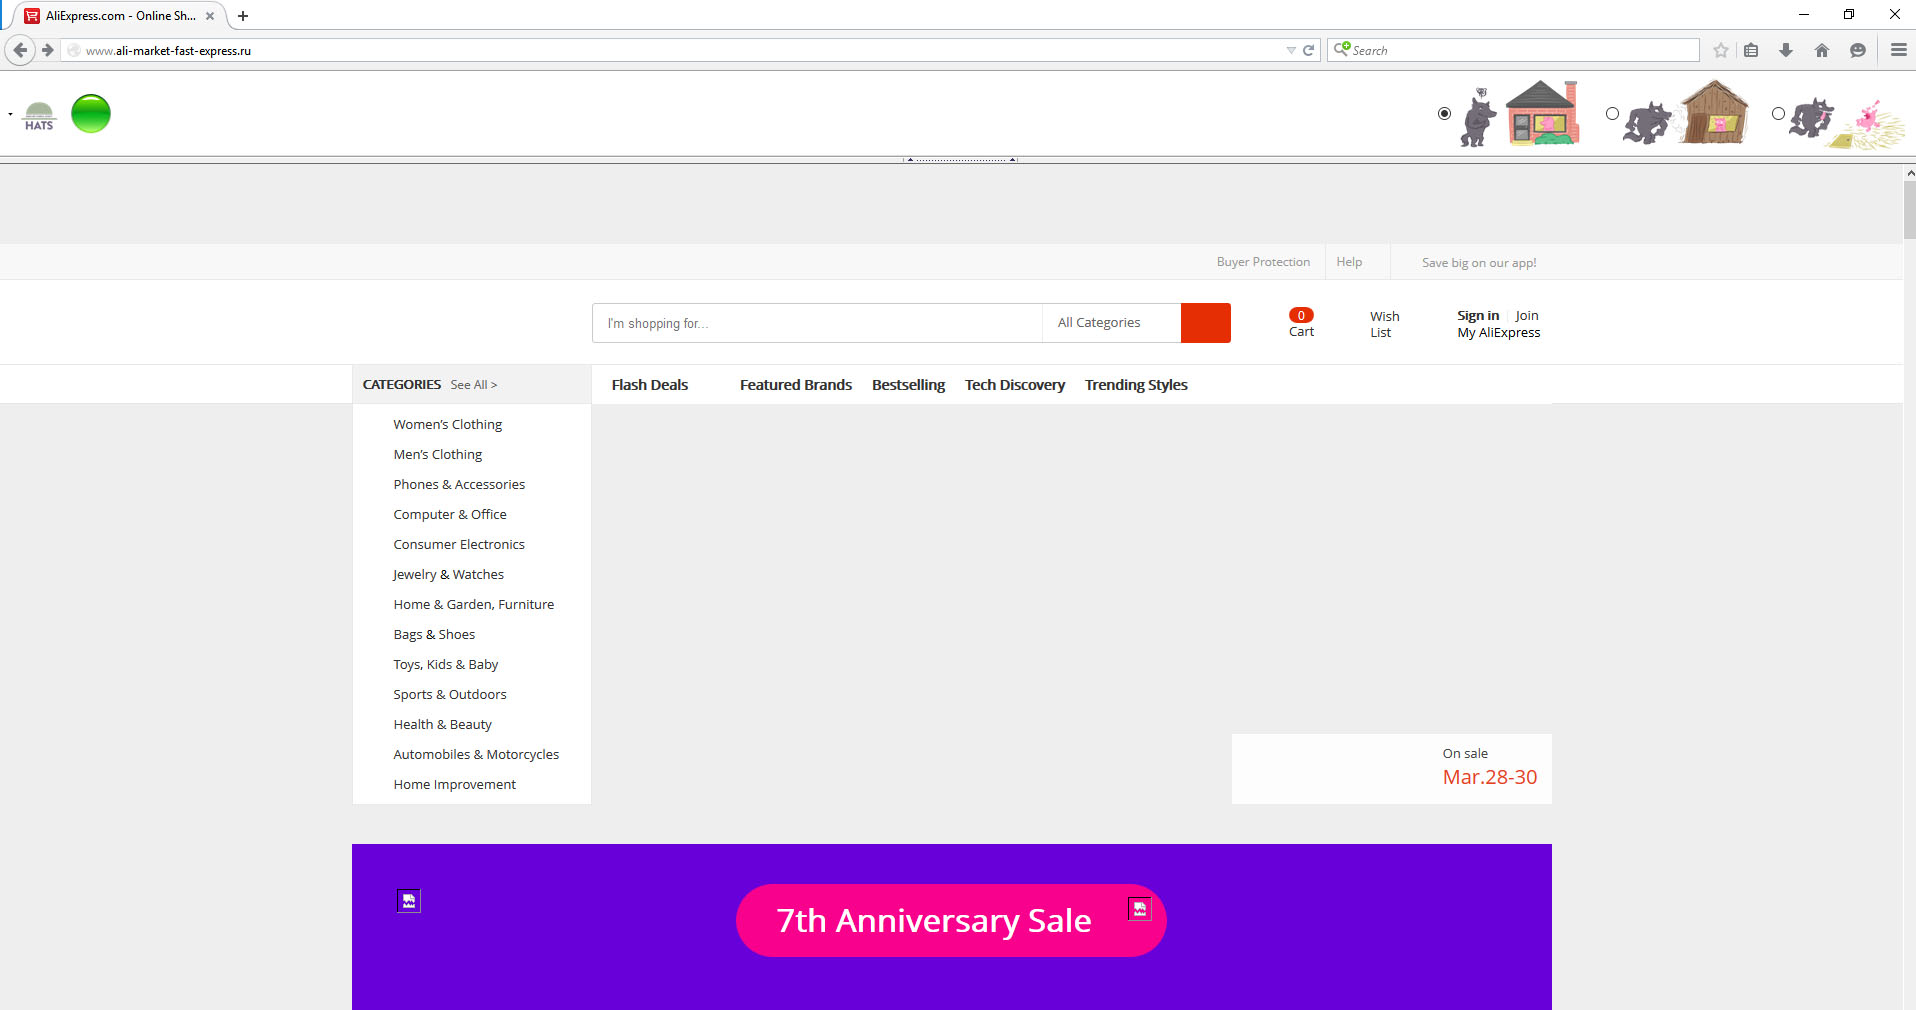 AliExpress.com - Online Sh...
www.ali-market-fast-express.ru
Search
HATS
Buyer Protection
Help
Save big on our app!
I'm shopping for...
All Categories
0
Cart
Wish
List
Sign in
Join
My AliExpress
CATEGORIES See All >
Flash Deals
Featured Brands
Bestselling
Tech Discovery
Trending Styles
Women's Clothing
Men's Clothing
Phones & Accessories
Computer & Office
Consumer Electronics
Jewelry & Watches
Home & Garden, Furniture
Bags & Shoes
Toys, Kids & Baby
Sports & Outdoors
Health & Beauty
Automobiles & Motorcycles
Home Improvement
On sale
Mar.28-30
7th Anniversary Sale